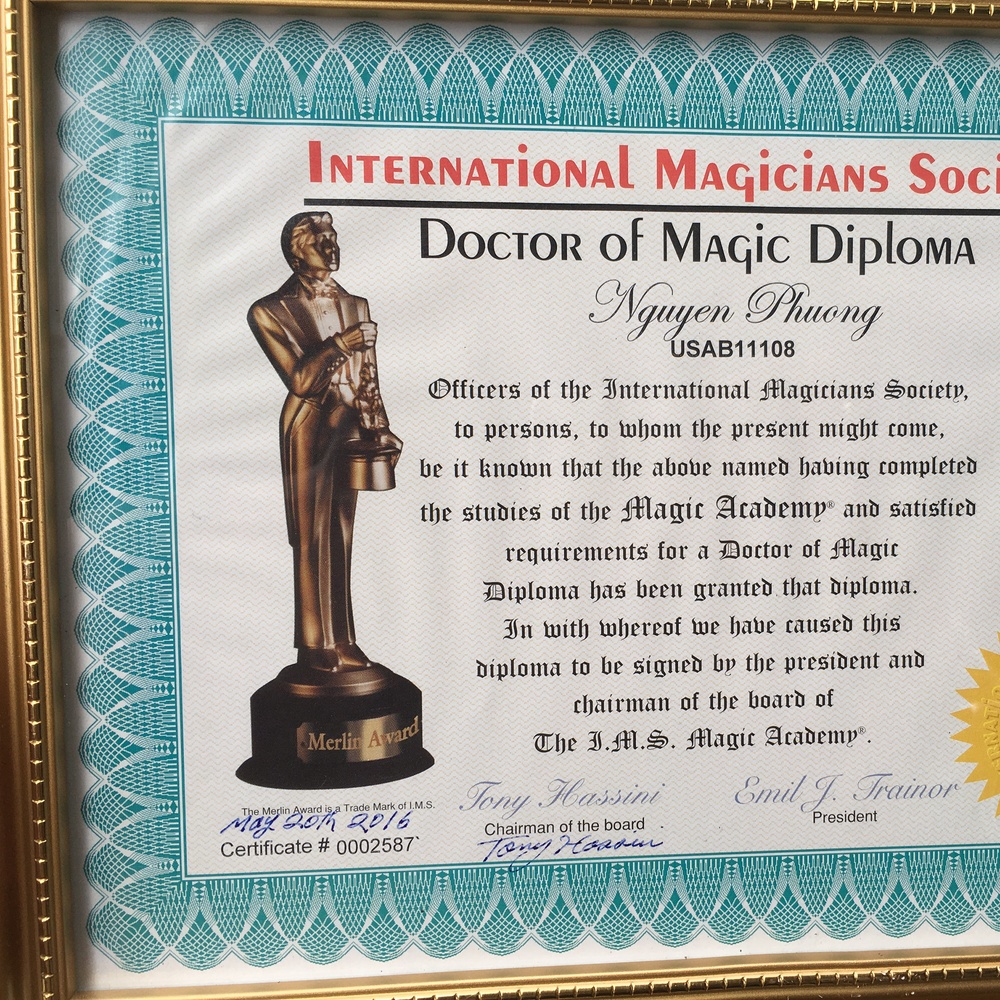 International Magicians Soci
Doctor of Magic Diploma
Nguyen Phuong
USAB11108
Officers of the International Magicians Society,
to persons, to whom the present might come,
be it known that the above named having completed
the studies of the Magic Academy® and satisfied
requirements for a Doctor of Magic
Diploma has been granted that diploma.
In with whereof we have caused this
diploma to be signed by the president and
chairman of the board of
The I.M.S. Magic Academy®.
Merlin Award
The Merlin Award is a Trade Mark of I.M.S.
May 20th 2016
Certificate # 0002587
Tony Hassini
Chairman of the board
Tony Hassini
Emil J. Trainor
President